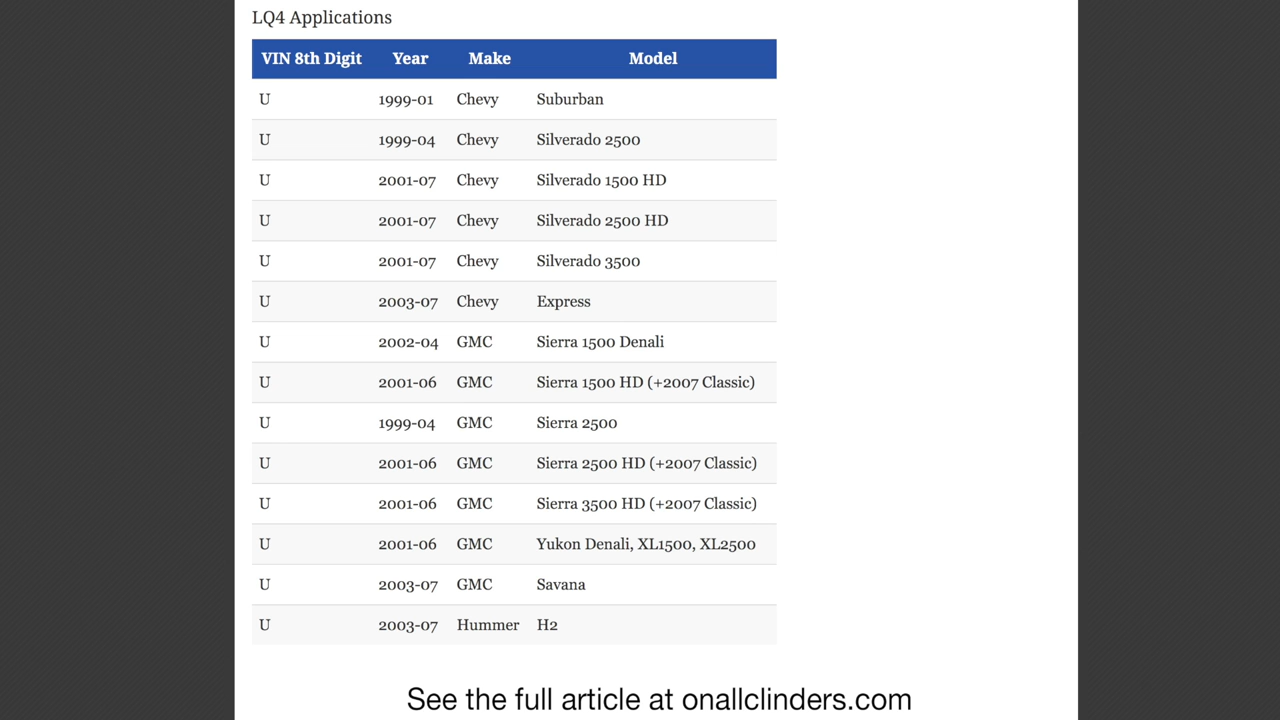 LQ4 Applications
VIN 8th Digit Year Make Model
U 1999-01 Chevy Suburban
U 1999-04 Chevy Silverado 2500
U 2001-07 Chevy Silverado 1500 HD
U 2001-07 Chevy Silverado 2500 HD
U 2001-07 Chevy Silverado 3500
U 2003-07 Chevy Express
U 2002-04 GMC Sierra 1500 Denali
U 2001-06 GMC Sierra 1500 HD (+2007 Classic)
U 1999-04 GMC Sierra 2500
U 2001-06 GMC Sierra 2500 HD (+2007 Classic)
U 2001-06 GMC Sierra 3500 HD (+2007 Classic)
U 2001-06 GMC Yukon Denali, XL1500, XL2500
U 2003-07 GMC Savana
U 2003-07 Hummer H2
See the full article at onallclinders.com